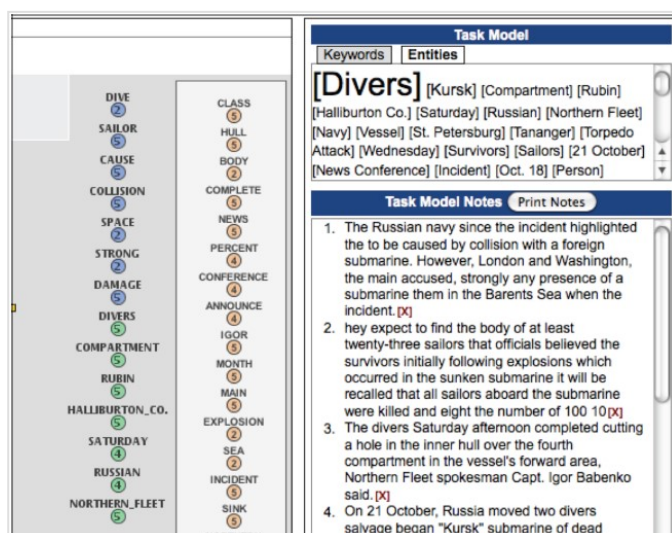 DIVE
2
SAILOR
5
CAUSE
5
COLLISION
5
SPACE
2
STRONG
2
DAMAGE
5
DIVERS
5
COMPARTMENT
5
RUBIN
5
HALLIBURTON_CO.
5
SATURDAY
4
RUSSIAN
4
NORTHERN_FLEET
5
CLASS
5
HULL
5
BODY
2
COMPLETE
5
NEWS
5
PERCENT
4
CONFERENCE
4
ANNOUNCE
4
IGOR
5
MONTH
5
MAIN
5
EXPLOSION
2
SEA
2
INCIDENT
5
SINK
5
Task Model
Keywords Entities
[Divers] [Kursk] [Compartment] [Rubin]
[Halliburton Co.] [Saturday] [Russian] [Northern Fleet]
[Navy] [Vessel] [St. Petersburg] [Tananger] [Torpedo
Attack] [Wednesday] [Survivors] [Sailors] [21 October]
[News Conference] [Incident] [Oct. 18] [Person]
Task Model Notes Print Notes
1. The Russian navy since the incident highlighted
the to be caused by collision with a foreign
submarine. However, London and Washington,
the main accused, strongly any presence of a
submarine them in the Barents Sea when the
incident. [X]
2. hey expect to find the body of at least
twenty-three sailors that officials believed the
survivors initially following explosions which
occurred in the sunken submarine it will be
recalled that all sailors aboard the submarine
were killed and eight the number of 100 10 [X]
3. The divers Saturday afternoon completed cutting
a hole in the inner hull over the fourth
compartment in the vessel's forward area,
Northern Fleet spokesman Capt. Igor Babenko
said. [X]
4. On 21 October, Russia moved two divers
salvage began "Kursk" submarine of dead